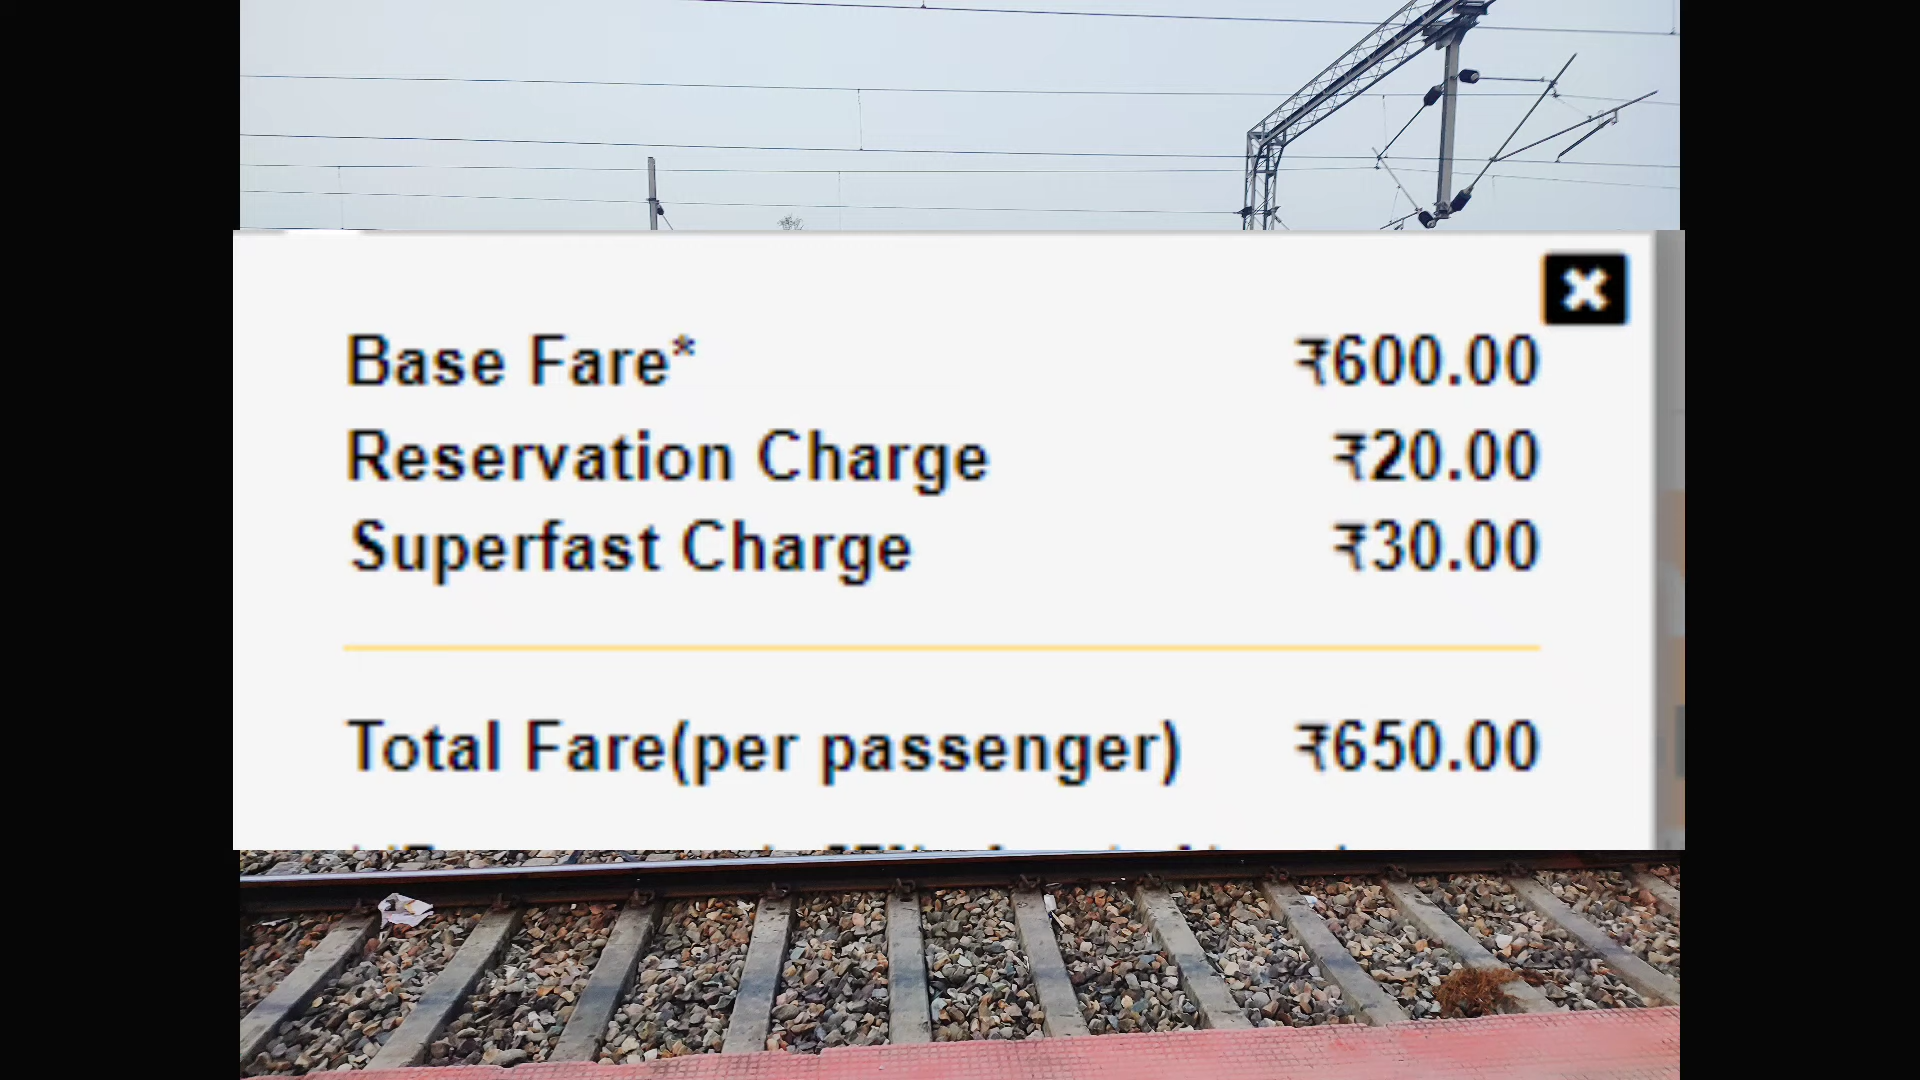 Base Fare* ₹600.00
Reservation Charge ₹20.00
Superfast Charge ₹30.00
Total Fare(per passenger) ₹650.00